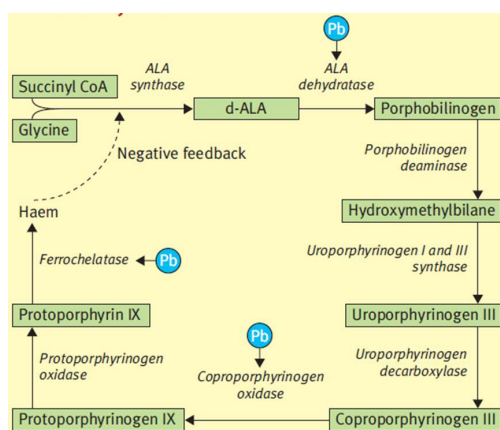 Pb
ALA
synthase
ALA
dehydratase
Succinyl CoA
Glycine
d-ALA
Porphobilinogen
Negative feedback
Porphobilinogen
deaminase
Haem
Hydroxymethylbilane
Ferrochelatase
Pb
Uroporphyrinogen I and III
synthase
Protoporphyrin IX
Uroporphyrinogen III
Pb
Protoporphyrinogen
oxidase
Coproporphyrinogen
oxidase
Uroporphyrinogen
decarboxylase
Protoporphyrinogen IX
Coproporphyrinogen III